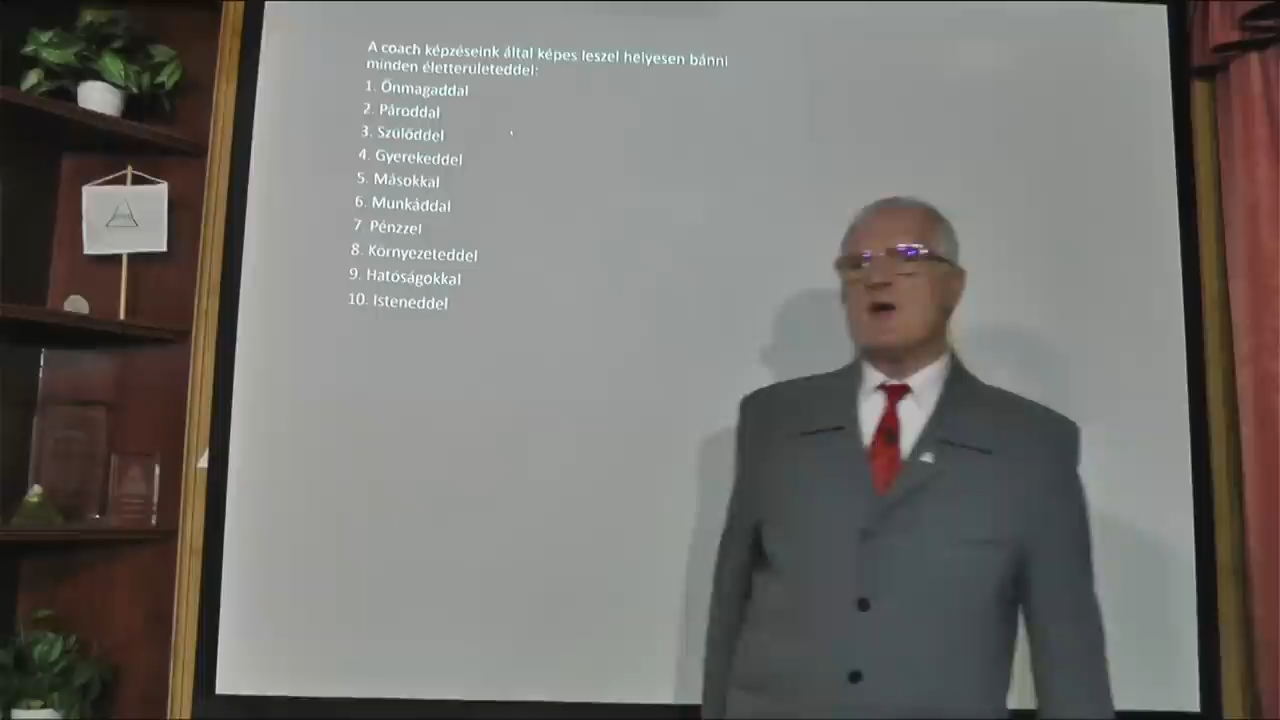 A coach képzéseink által képes leszel helyesen bánni
minden életterületeddel:
1. Önmagaddal
2. Pároddal
3. Szülőddel
4. Gyerekeddel
5. Másokkal
6. Munkáddal
7 Pénzzel
8. Környezeteddel
9. Hatóságokkal
10. Isteneddel